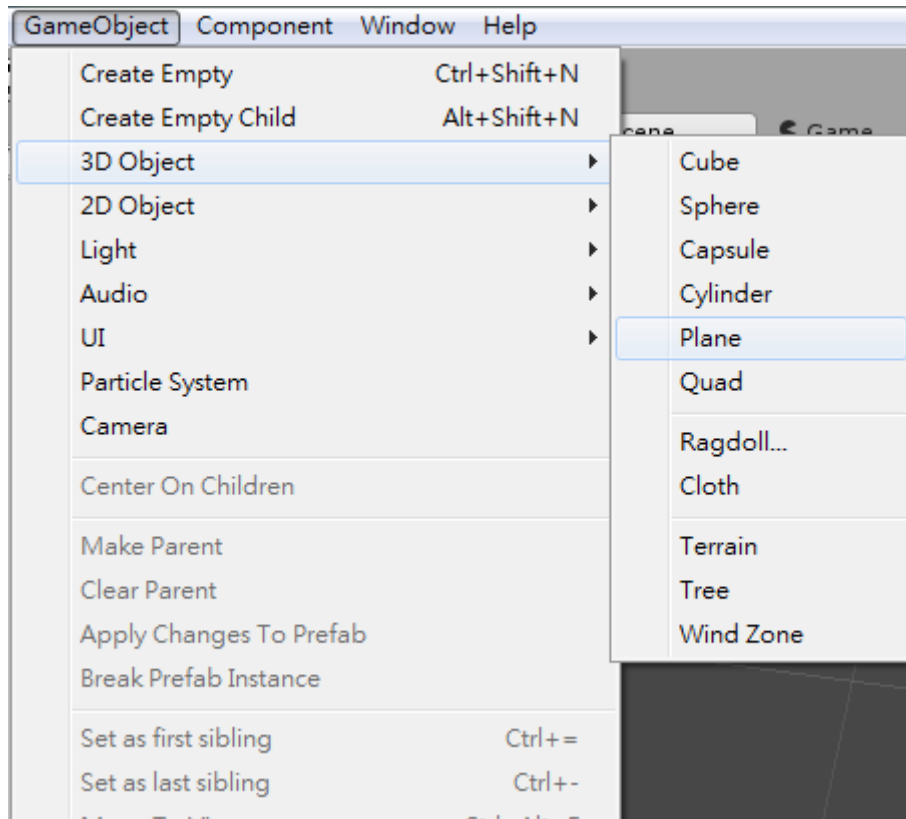 GameObject Component Window Help
Create Empty Ctrl+Shift+N
Create Empty Child Alt+Shift+N
3D Object
2D Object
Light
Audio
UI
Particle System
Camera
Center On Children
Make Parent
Clear Parent
Apply Changes To Prefab
Break Prefab Instance
Set as first sibling Ctrl+=
Set as last sibling Ctrl+-
Game
Cube
Sphere
Capsule
Cylinder
Plane
Quad
Ragdoll...
Cloth
Terrain
Tree
Wind Zone